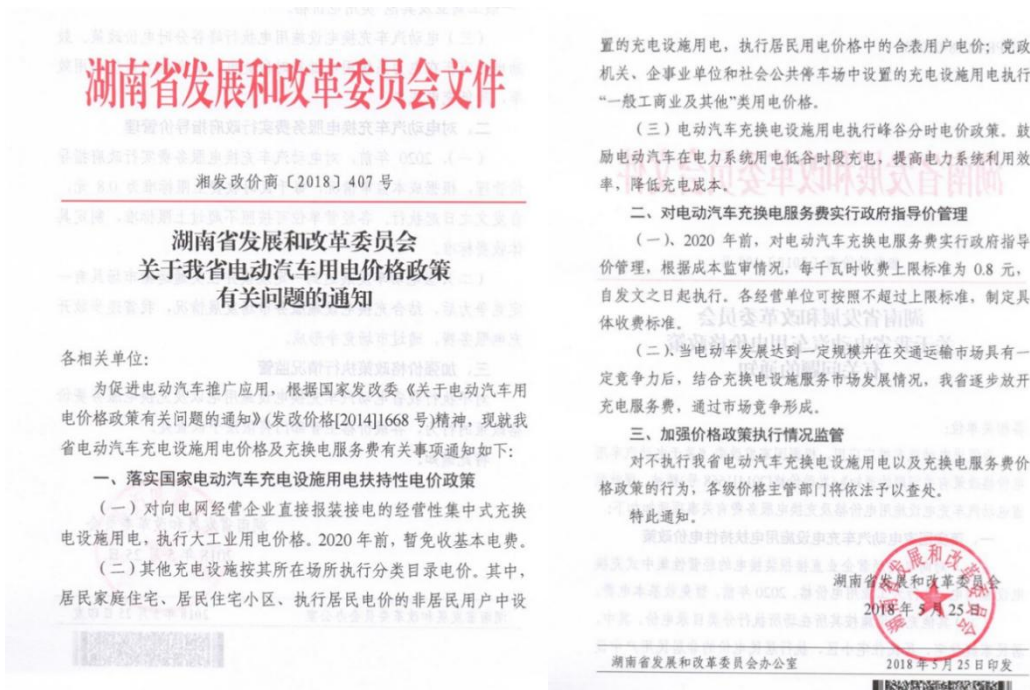 湖南省发展和改革委员会文件
湘发改价商〔2018〕407 号
湖南省发展和改革委员会
关于我省电动汽车用电价格政策
有关问题的通知
各相关单位：
为促进电动汽车推广应用，根据国家发改委《关于电动汽车用
电价格政策有关问题的通知》(发改价格[2014]1668 号)精神，现就我
省电动汽车充电设施用电价格及充换电服务费有关事项通知如下：
一、落实国家电动汽车充电设施用电扶持性电价政策
（一）对向电网经营企业直接报装接电的经营性集中式充换
电设施用电，执行大工业用电价格。2020 年前，暂免收基本电费。
（二）其他充电设施按其所在场所执行分类目录电价。其中，
居民家庭住宅、居民住宅小区、执行居民电价的非居民用户中设
置的充电设施用电，执行居民用电价格中的合表用户电价；党政
机关、企事业单位和社会公共停车场中设置的充电设施用电执行
“一般工商业及其他”类用电价格。
（三）电动汽车充换电设施用电执行峰谷分时电价政策。鼓
励电动汽车在电力系统用电低谷时段充电，提高电力系统利用效
率，降低充电成本。
二、对电动汽车充换电服务费实行政府指导价管理
（一）、2020 年前，对电动汽车充换电服务费实行政府指导
价管理，根据成本监审情况，每千瓦时收费上限标准为 0.8 元，
自发文之日起执行。各经营单位可按照不超过上限标准，制定具
体收费标准。
（二）、当电动车发展达到一定规模并在交通运输市场具有一
定竞争力后，结合充换电设施服务市场发展情况，我省逐步放开
充电服务费，通过市场竞争形成。
三、加强价格政策执行情况监管
对不执行我省电动汽车充换电设施用电以及充换电服务费价
格政策的行为，各级价格主管部门将依法予以查处。
特此通知。
湖南省发展和改革委员会
2018 年 5 月 25 日
湖南省发展和改革委员会
湖南省发展和改革委员会办公室
2018 年 5 月 25 日印发